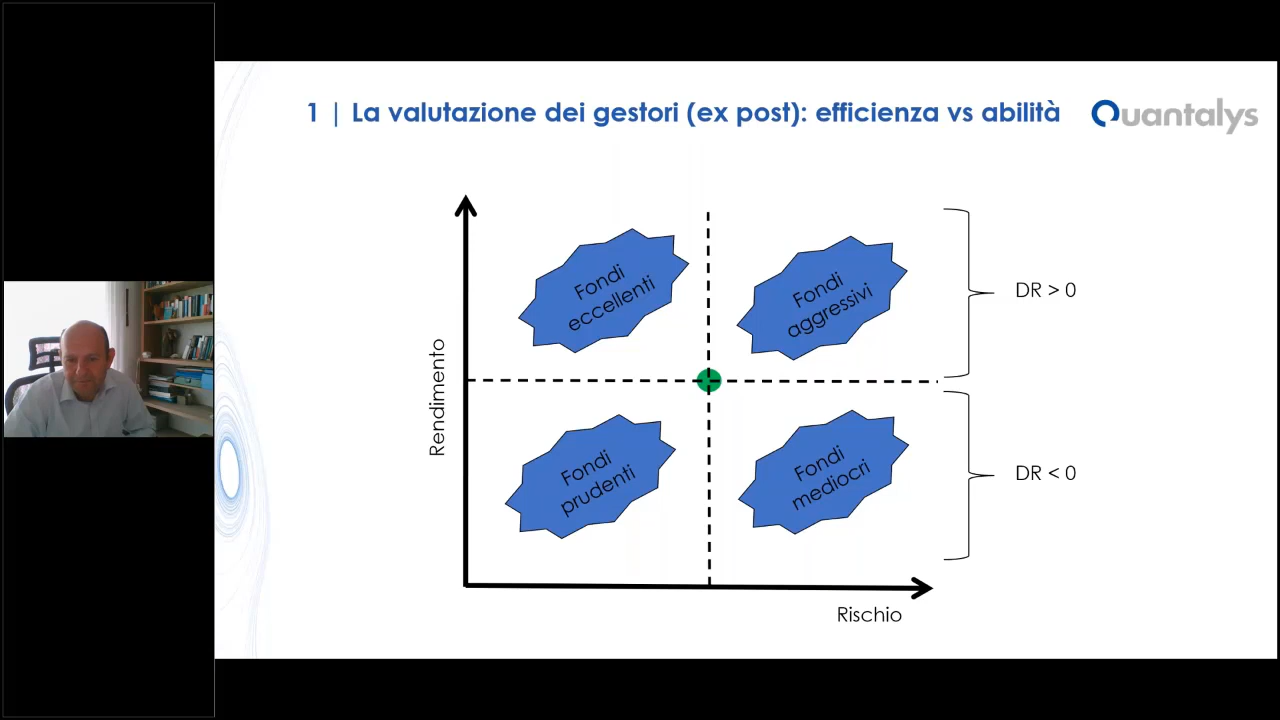 1 | La valutazione dei gestori (ex post): efficienza vs abilità
Quantalys
Fondi
eccellenti
Fondi
aggressivi
DR > 0
Rendimento
Fondi
prudenti
Fondi
mediocri
DR < 0
Rischio